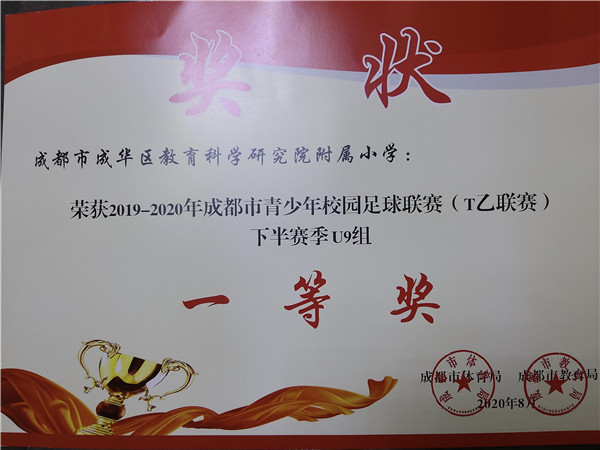 奖 状
成都市成华区教育科学研究院附属小学：
荣获2019-2020年成都市青少年校园足球联赛（T乙联赛）
下半赛季U9组
一等奖
成都市体育局 成都市教育局
2020年8月